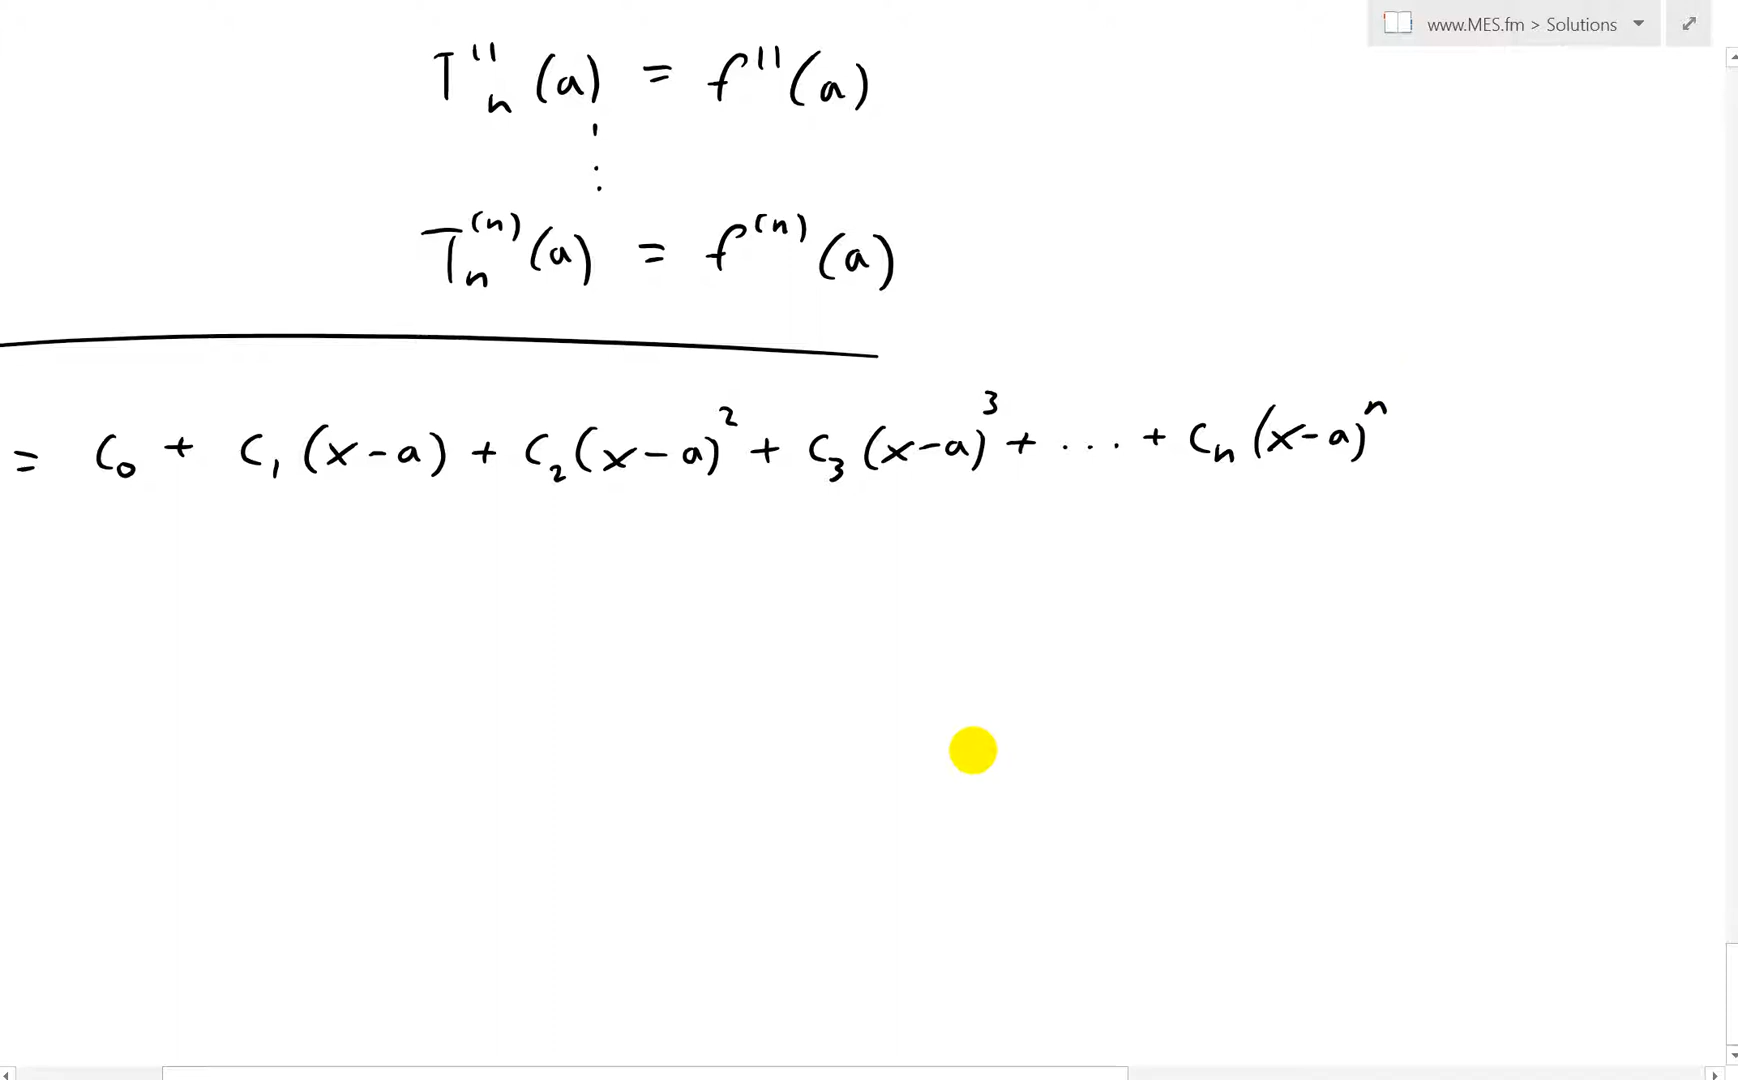 www.MES.fm > Solutions
T''ₙ(a) = f''(a)
⋮
Tₙ⁽ⁿ⁾(a) = f⁽ⁿ⁾(a)
= c₀ + c₁(x-a) + c₂(x-a)² + c₃(x-a)³ + ... + cₙ(x-a)ⁿ